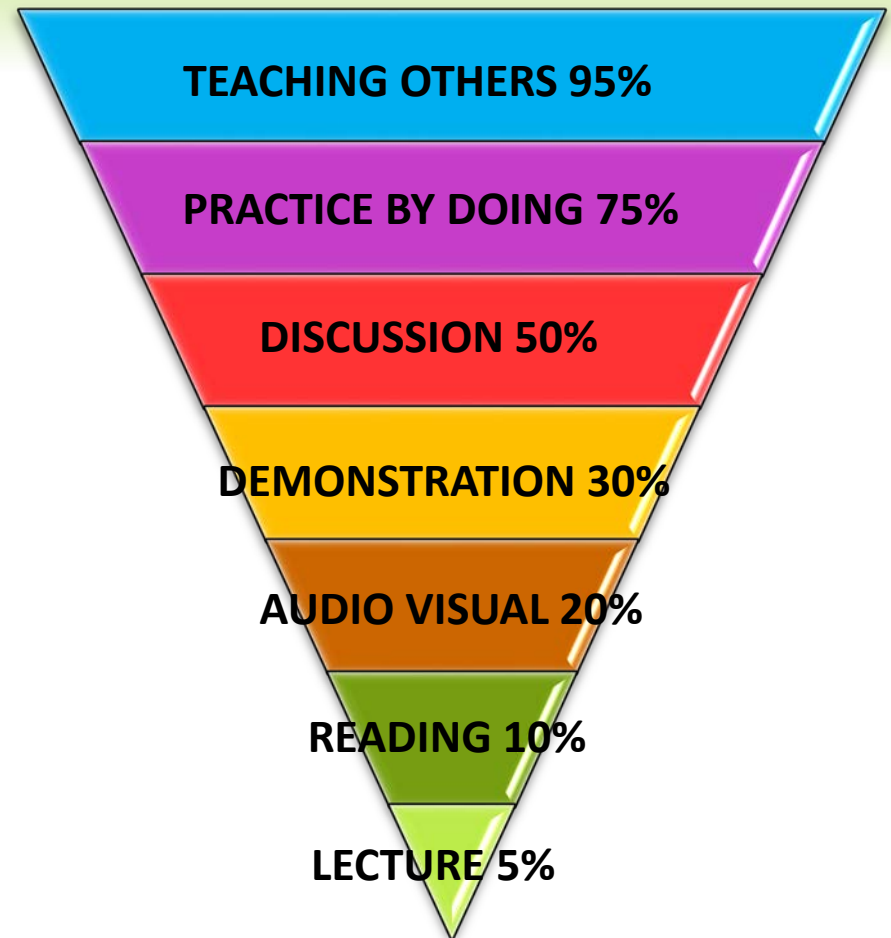 TEACHING OTHERS 95%
PRACTICE BY DOING 75%
DISCUSSION 50%
DEMONSTRATION 30%
AUDIO VISUAL 20%
READING 10%
LECTURE 5%